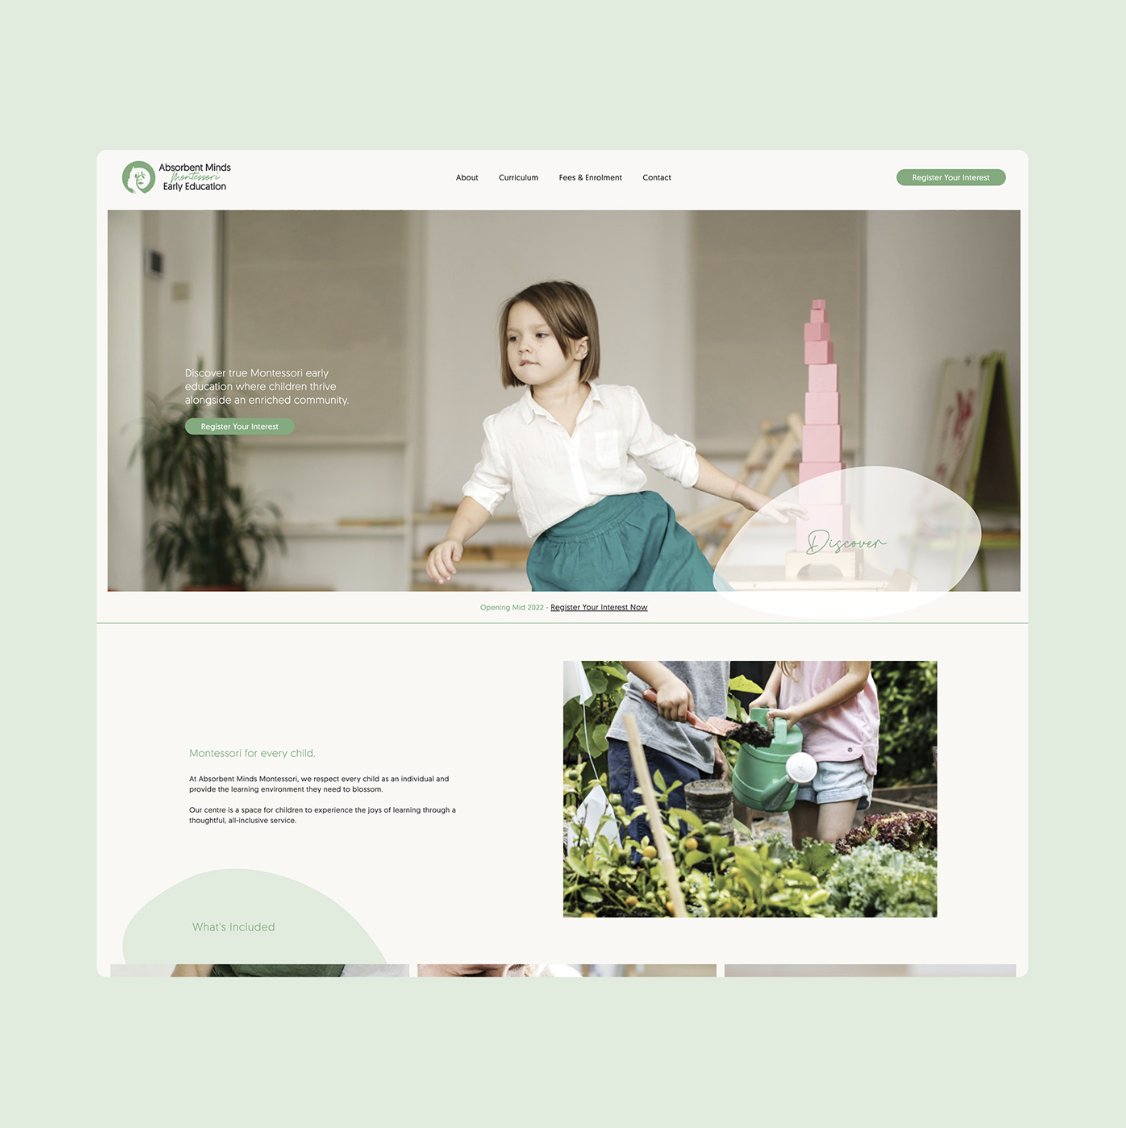 Absorbent Minds
Montessori
Early Education
About
Curriculum
Fees & Enrolment
Contact
Register Your Interest
Discover true Montessori early
education where children thrive
alongside an enriched community.
Register Your Interest
Discover
Opening Mid 2022 - Register Your Interest Now
Montessori for every child.
At Absorbent Minds Montessori, we respect every child as an individual and
provide the learning environment they need to blossom.
Our centre is a space for children to experience the joys of learning through a
thoughtful, all-inclusive service.
What's Included